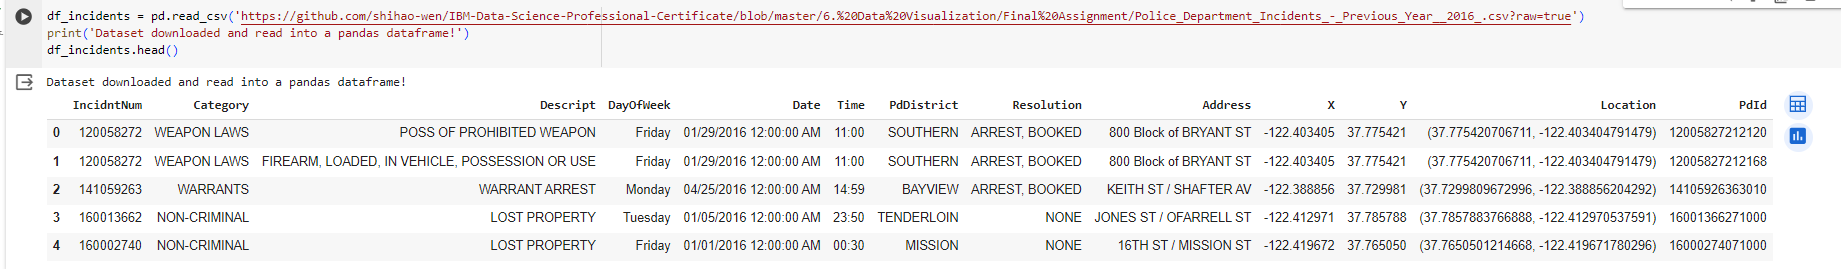 df_incidents = pd.read_csv('https://github.com/shihao-wen/IBM-Data-Science-Professional-Certificate/blob/master/6.%20Data%20Visualization/Final%20Assignment/Police_Department_Incidents_-_Previous_Year__2016_.csv?raw=true')
print('Dataset downloaded and read into a pandas dataframe!')
df_incidents.head()
Dataset downloaded and read into a pandas dataframe!
IncidntNum Category Descript DayOfWeek Date Time PdDistrict Resolution Address X Y Location PdId
0 120058272 WEAPON LAWS POSS OF PROHIBITED WEAPON Friday 01/29/2016 12:00:00 AM 11:00 SOUTHERN ARREST, BOOKED 800 Block of BRYANT ST -122.403405 37.775421 (37.775420706711, -122.403404791479) 12005827212120
1 120058272 WEAPON LAWS FIREARM, LOADED, IN VEHICLE, POSSESSION OR USE Friday 01/29/2016 12:00:00 AM 11:00 SOUTHERN ARREST, BOOKED 800 Block of BRYANT ST -122.403405 37.775421 (37.775420706711, -122.403404791479) 12005827212168
2 141059263 WARRANTS WARRANT ARREST Monday 04/25/2016 12:00:00 AM 14:59 BAYVIEW ARREST, BOOKED KEITH ST / SHAFTER AV -122.388856 37.729981 (37.7299809672996, -122.388856204292) 14105926363010
3 160013662 NON-CRIMINAL LOST PROPERTY Tuesday 01/05/2016 12:00:00 AM 23:50 TENDERLOIN NONE JONES ST / OFARRELL ST -122.412971 37.785788 (37.7857883766888, -122.412970537591) 16001366271000
4 160002740 NON-CRIMINAL LOST PROPERTY Friday 01/01/2016 12:00:00 AM 00:30 MISSION NONE 16TH ST / MISSION ST -122.419672 37.765050 (37.7650501214668, -122.419671780296) 16000274071000